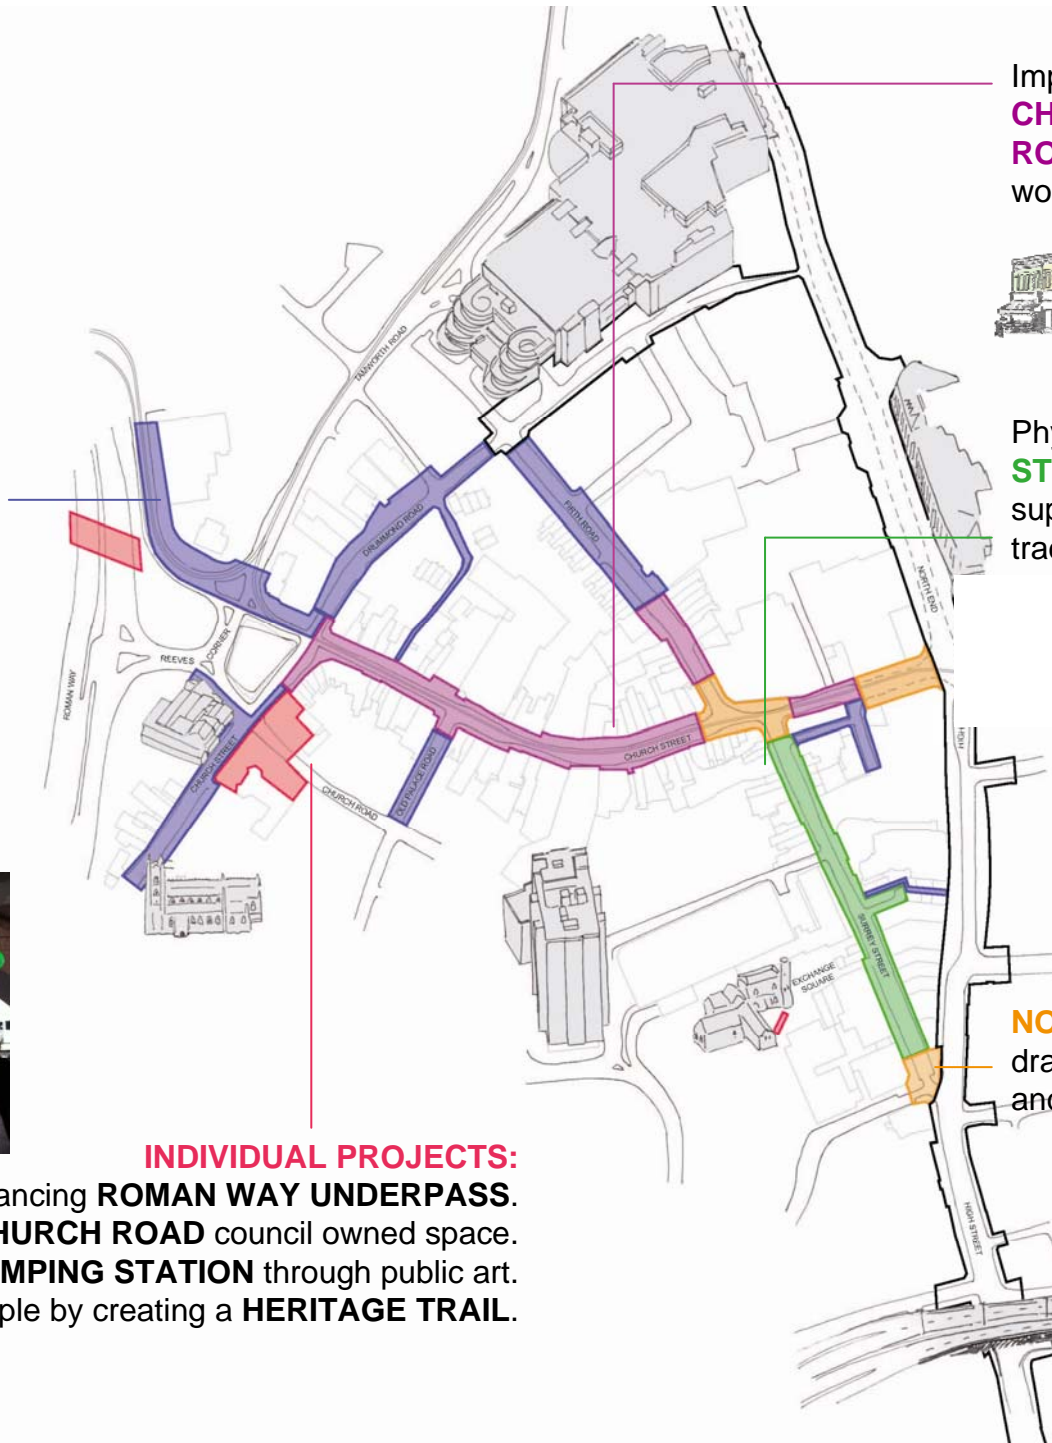 Imp
CH
RO
wo
TAMWORTH ROAD
Phy
ST
sup
trad
DRUMMOND ROAD
FRITH ROAD
NORTH END
REEVES CORNER
ROMAN WAY
CHURCH STREET
CHURCH STREET
HIGH
CHURCH ROAD
OLD PALACE ROAD
SURREY STREET
EXCHANGE
SQUARE
NO
dra
and
INDIVIDUAL PROJECTS:
ancing ROMAN WAY UNDERPASS.
HURCH ROAD council owned space.
MPING STATION through public art.
ple by creating a HERITAGE TRAIL.
HIGH STREET